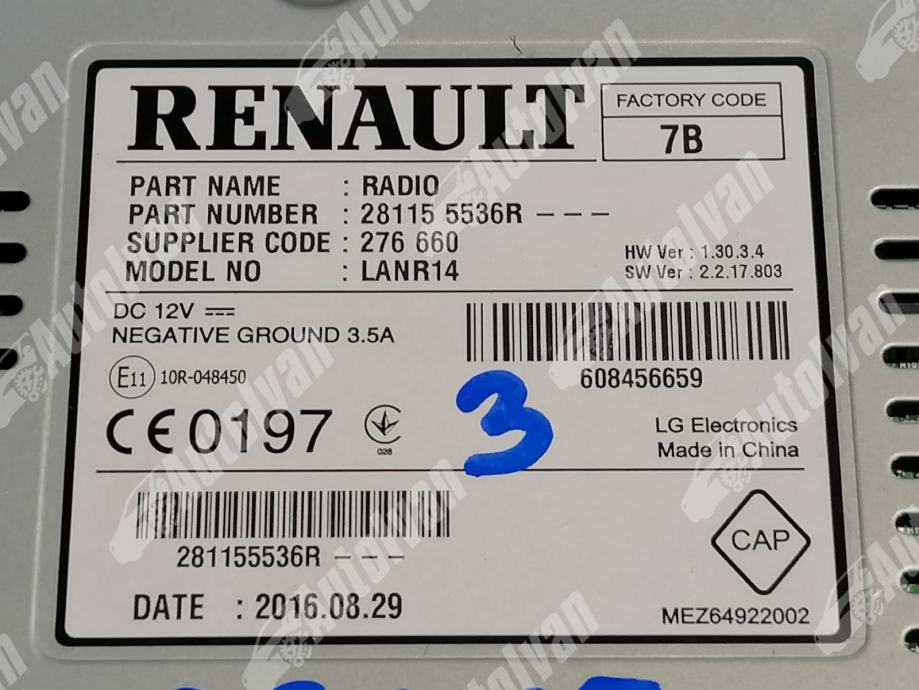 RENAULT
FACTORY CODE
7B
PART NAME : RADIO
PART NUMBER : 28115 5536R ---
SUPPLIER CODE : 276 660
MODEL NO : LANR14
HW Ver : 1.30.3.4
SW Ver : 2.2.17.803
DC 12V
NEGATIVE GROUND 3.5A
E11 10R-048450
608456659
CE0197
028
3
LG Electronics
Made in China
281155536R ---
CAP
DATE : 2016.08.29
MEZ64922002
AutoIvan